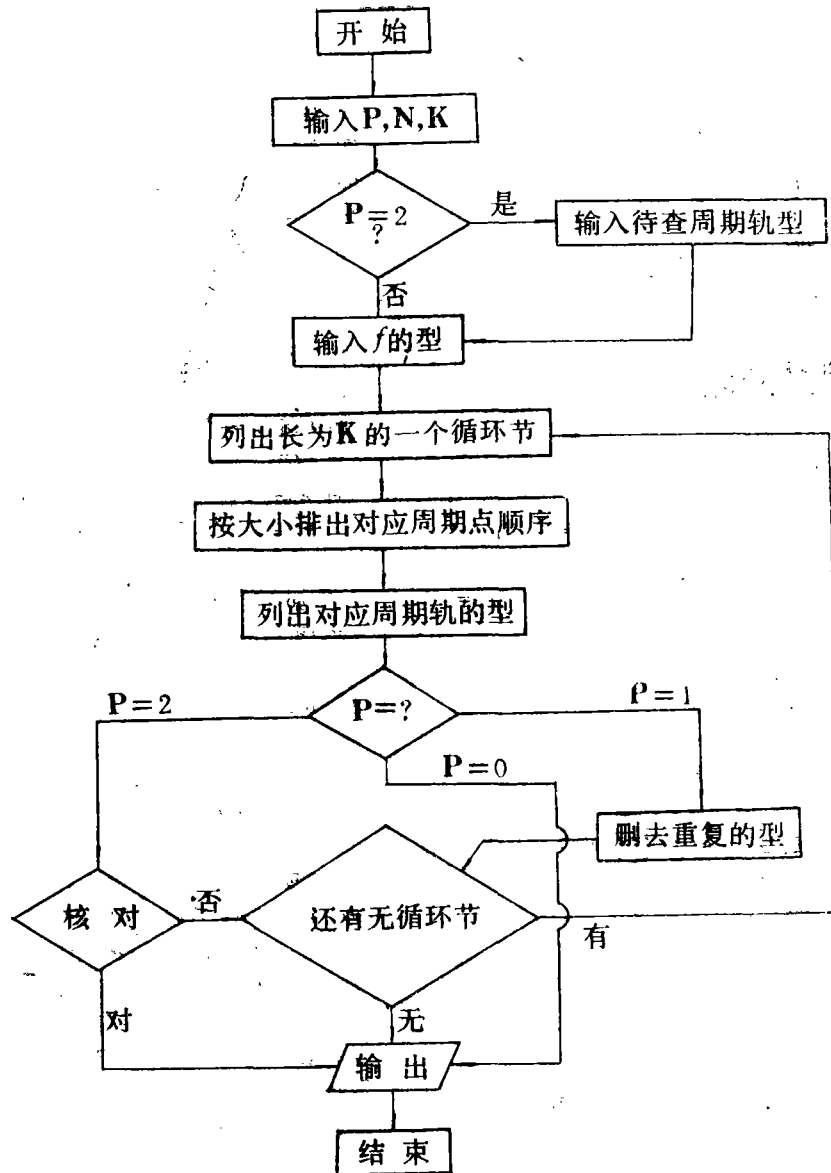 开始
输入P,N,K
P=2
?
是
输入待查周期轨型
否
输入f的型
列出长为K的一个循环节
按大小排出对应周期点顺序
列出对应周期轨的型
P=2
P=?
P=1
P=0
删去重复的型
核对
否
还有无循环节
有
对
无
输出
结束